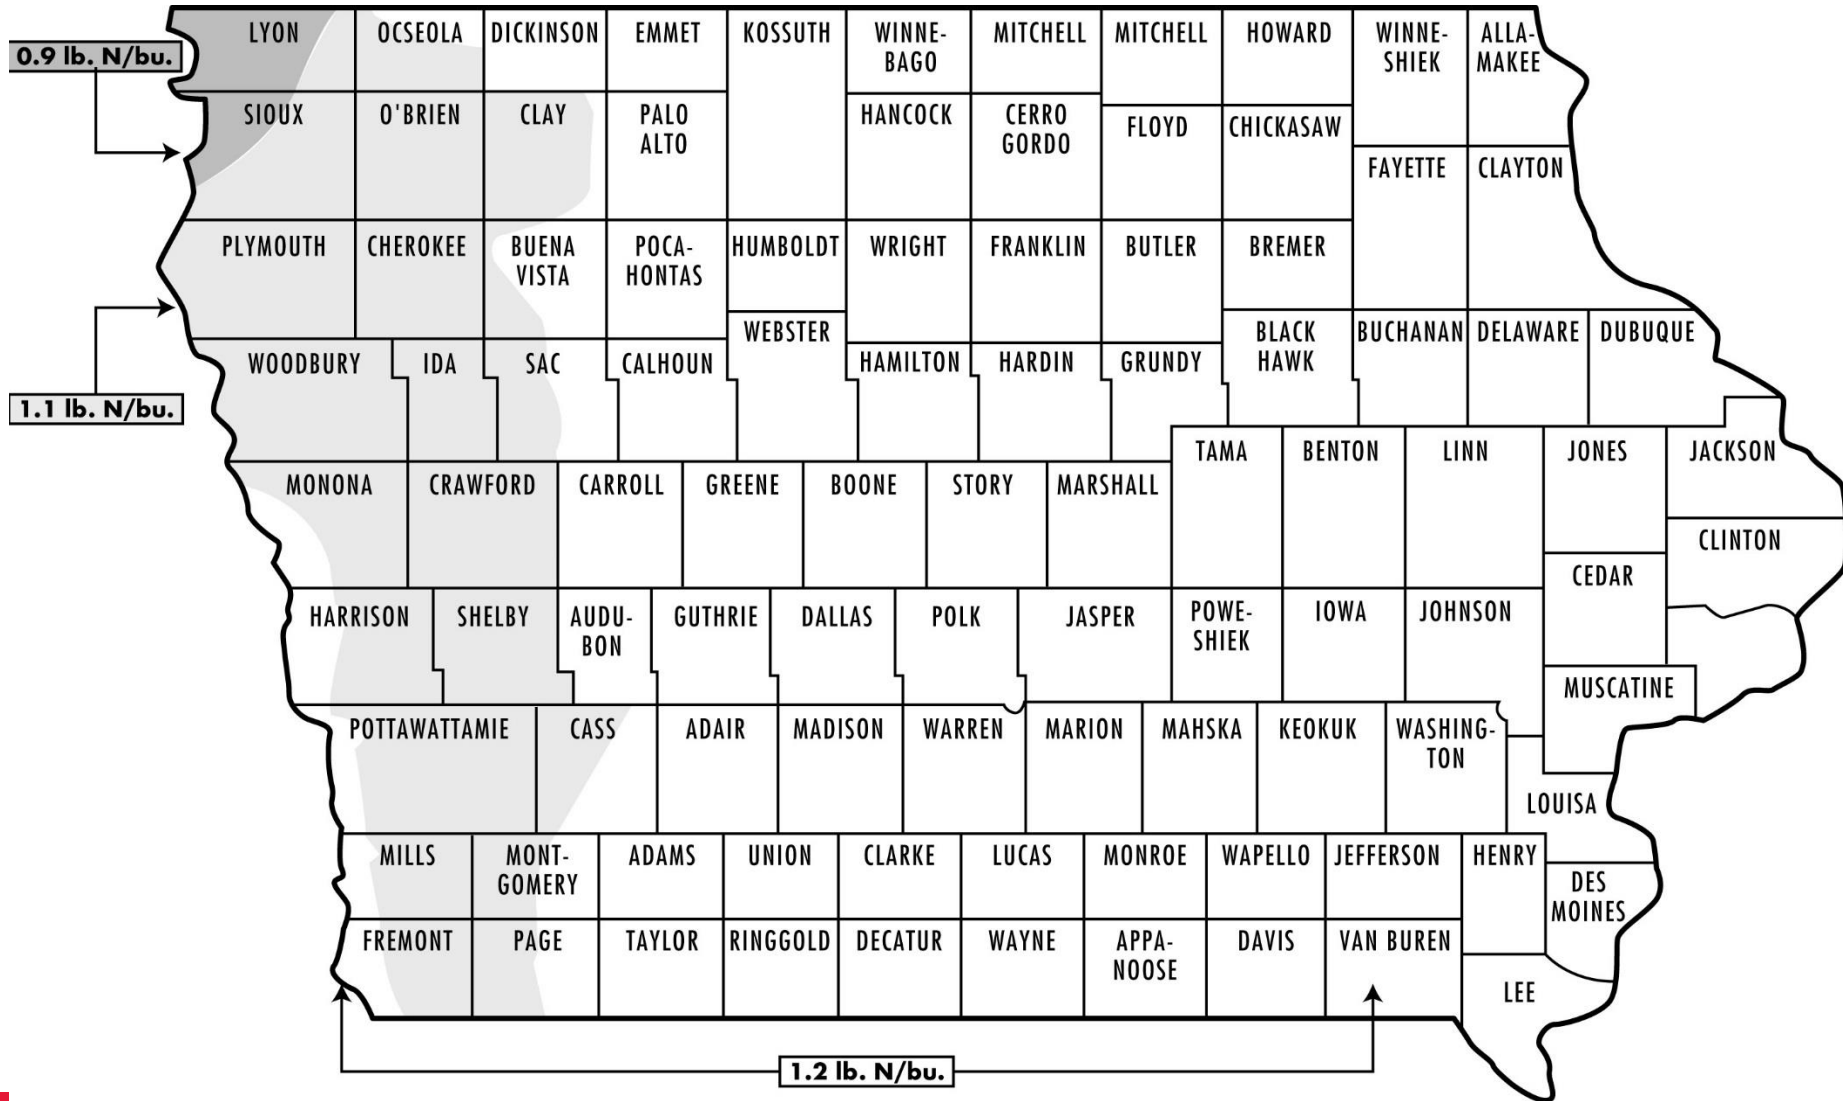 LYON
OCSEOLA
DICKINSON
EMMET
KOSSUTH
WINNE-
BAGO
MITCHELL
MITCHELL
HOWARD
WINNE-
SHIEK
ALLA-
MAKEE
0.9 lb. N/bu.
SIOUX
O'BRIEN
CLAY
PALO
ALTO
HANCOCK
CERRO
GORDO
FLOYD
CHICKASAW
FAYETTE
CLAYTON
PLYMOUTH
CHEROKEE
BUENA
VISTA
POCA-
HONTAS
HUMBOLDT
WRIGHT
FRANKLIN
BUTLER
BREMER
WEBSTER
BLACK
HAWK
BUCHANAN
DELAWARE
DUBUQUE
WOODBURY
IDA
SAC
CALHOUN
HAMILTON
HARDIN
GRUNDY
1.1 lb. N/bu.
TAMA
BENTON
LINN
JONES
JACKSON
MONONA
CRAWFORD
CARROLL
GREENE
BOONE
STORY
MARSHALL
CLINTON
CEDAR
HARRISON
SHELBY
AUDU-
BON
GUTHRIE
DALLAS
POLK
JASPER
POWE-
SHIEK
IOWA
JOHNSON
MUSCATINE
POTTAWATTAMIE
CASS
ADAIR
MADISON
WARREN
MARION
MAHSKA
KEOKUK
WASHING-
TON
LOUISA
MILLS
MONT-
GOMERY
ADAMS
UNION
CLARKE
LUCAS
MONROE
WAPELLO
JEFFERSON
HENRY
DES
MOINES
FREMONT
PAGE
TAYLOR
RINGGOLD
DECATUR
WAYNE
APPA-
NOOSE
DAVIS
VAN BUREN
LEE
1.2 lb. N/bu.